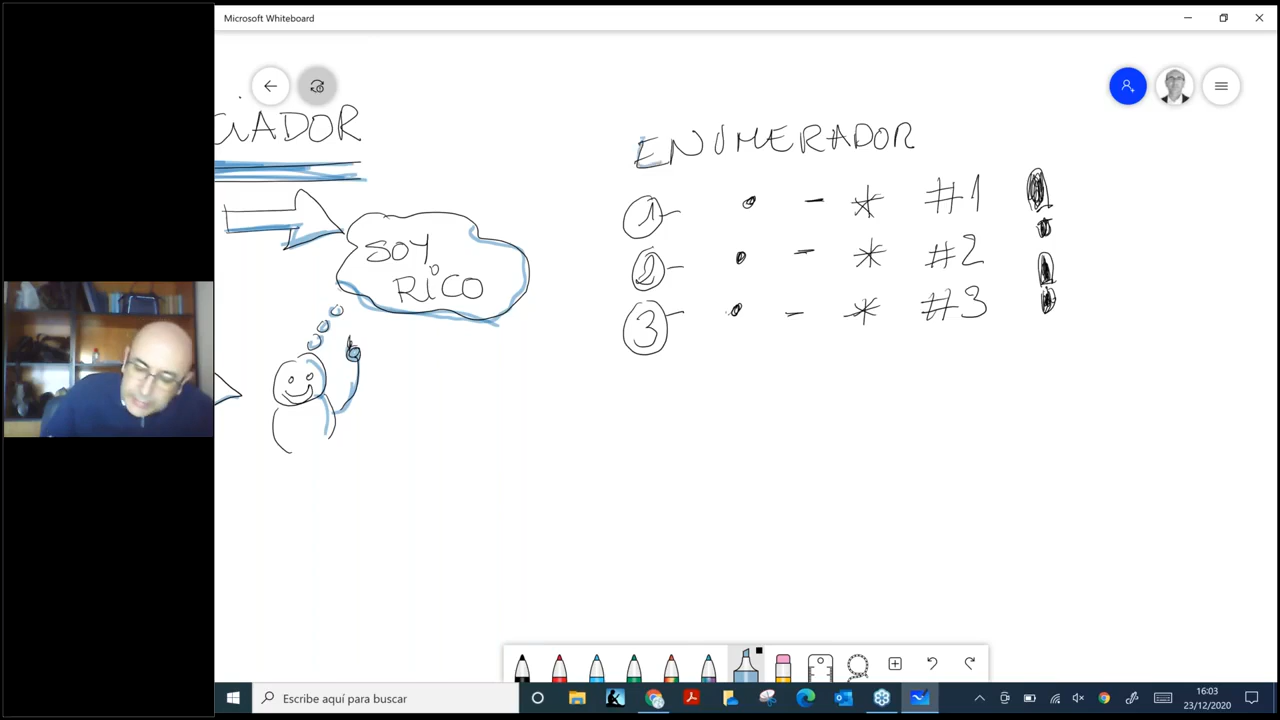 Microsoft Whiteboard
IADOR
SOY
RiCO
ENUMERADOR
1 - • - * #1
2 - • - * #2
3 - • - * #3
Escribe aquí para buscar
16:03
23/12/2020